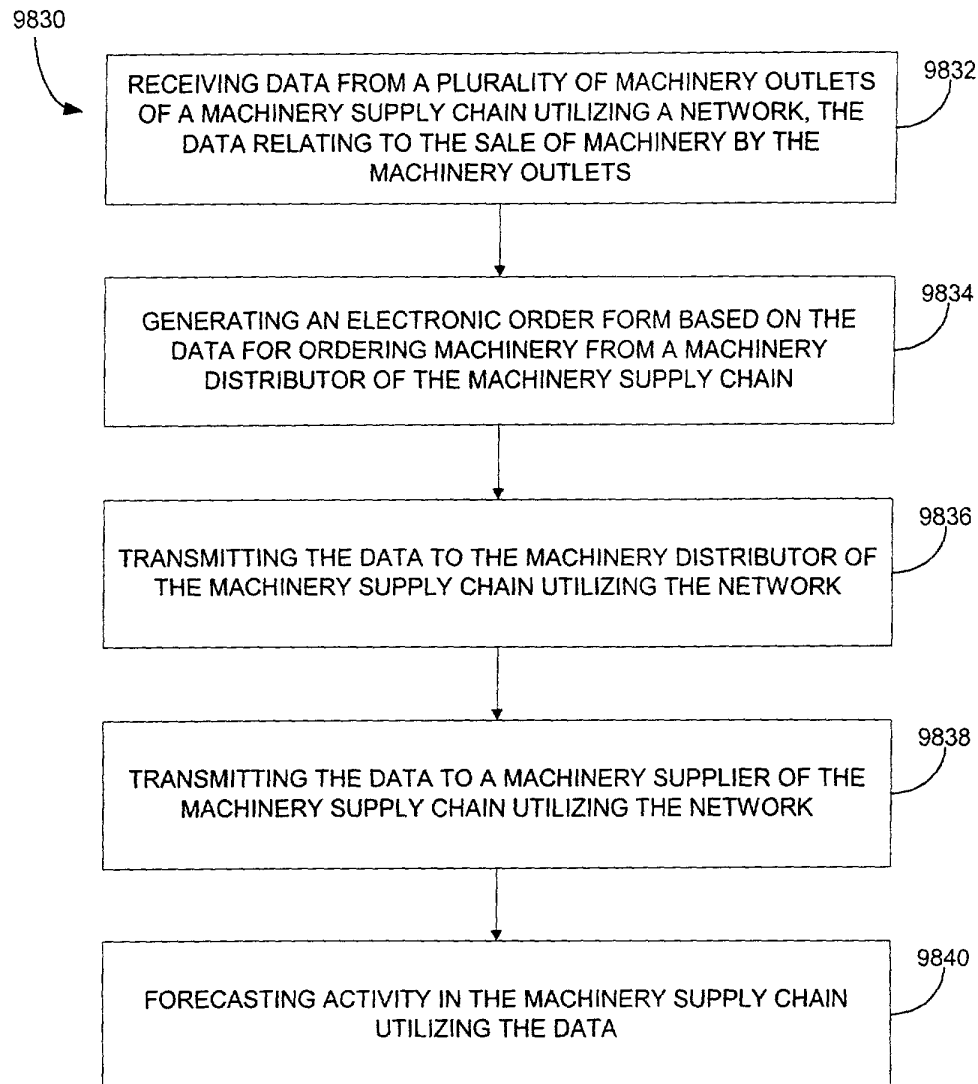 9830
RECEIVING DATA FROM A PLURALITY OF MACHINERY OUTLETS
OF A MACHINERY SUPPLY CHAIN UTILIZING A NETWORK, THE
DATA RELATING TO THE SALE OF MACHINERY BY THE
MACHINERY OUTLETS
9832
GENERATING AN ELECTRONIC ORDER FORM BASED ON THE
DATA FOR ORDERING MACHINERY FROM A MACHINERY
DISTRIBUTOR OF THE MACHINERY SUPPLY CHAIN
9834
TRANSMITTING THE DATA TO THE MACHINERY DISTRIBUTOR OF
THE MACHINERY SUPPLY CHAIN UTILIZING THE NETWORK
9836
TRANSMITTING THE DATA TO A MACHINERY SUPPLIER OF THE
MACHINERY SUPPLY CHAIN UTILIZING THE NETWORK
9838
FORECASTING ACTIVITY IN THE MACHINERY SUPPLY CHAIN
UTILIZING THE DATA
9840